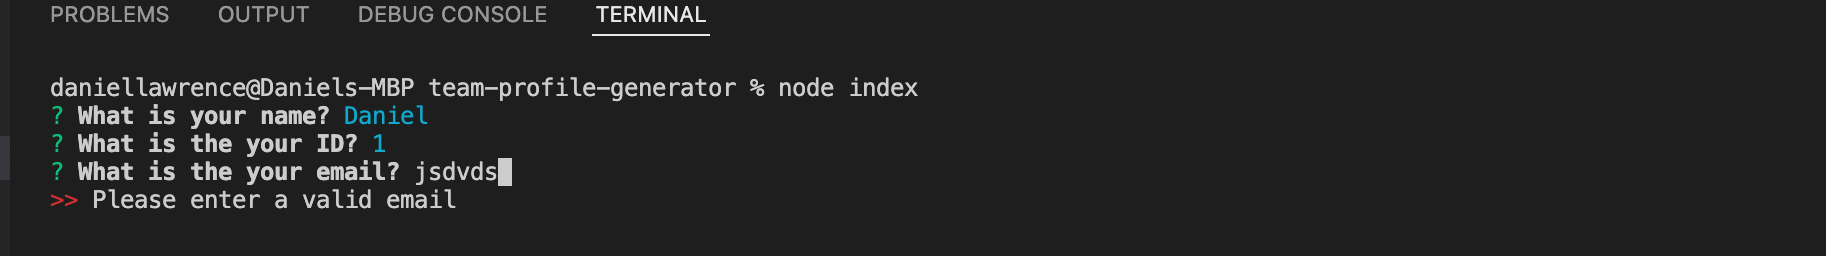 PROBLEMS OUTPUT DEBUG CONSOLE TERMINAL
daniellawrence@Daniels-MBP team-profile-generator % node index
? What is your name? Daniel
? What is the your ID? 1
? What is the your email? jsdvds
>> Please enter a valid email